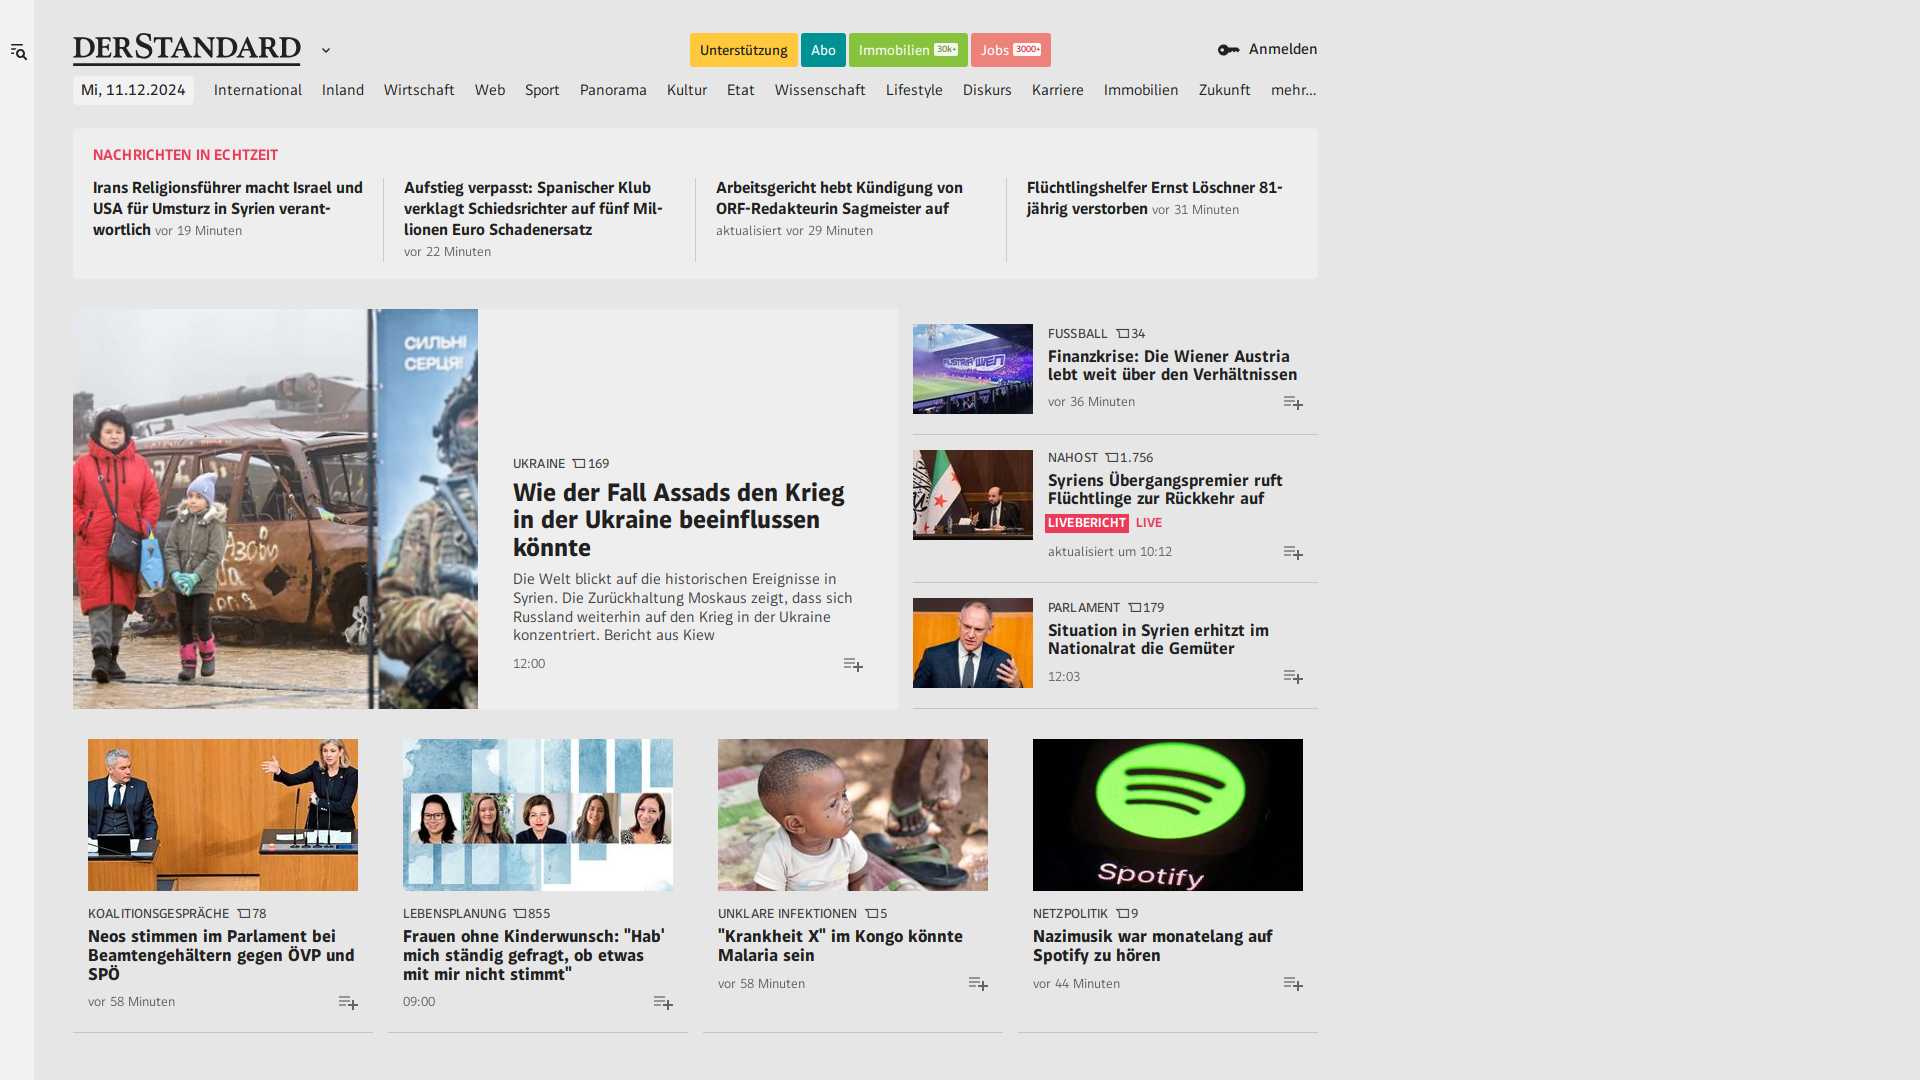 DERSTANDARD
Unterstützung
Abo
Immobilien 30k+
Jobs 3000+
Anmelden
Mi, 11.12.2024
International
Inland
Wirtschaft
Web
Sport
Panorama
Kultur
Etat
Wissenschaft
Lifestyle
Diskurs
Karriere
Immobilien
Zukunft
mehr...
NACHRICHTEN IN ECHTZEIT
Irans Religionsführer macht Israel und
USA für Umsturz in Syrien verant-
wortlich vor 19 Minuten
Aufstieg verpasst: Spanischer Klub
verklagt Schiedsrichter auf fünf Mil-
lionen Euro Schadenersatz
vor 22 Minuten
Arbeitsgericht hebt Kündigung von
ORF-Redakteurin Sagmeister auf
aktualisiert vor 29 Minuten
Flüchtlingshelfer Ernst Löschner 81-
jährig verstorben vor 31 Minuten
СИЛЬНІ
СЕРЦЯ!
UKRAINE 169
Wie der Fall Assads den Krieg
in der Ukraine beeinflussen
könnte
Die Welt blickt auf die historischen Ereignisse in
Syrien. Die Zurückhaltung Moskaus zeigt, dass sich
Russland weiterhin auf den Krieg in der Ukraine
konzentriert. Bericht aus Kiew
12:00
FUSSBALL 34
Finanzkrise: Die Wiener Austria
lebt weit über den Verhältnissen
vor 36 Minuten
NAHOST 1.756
Syriens Übergangspremier ruft
Flüchtlinge zur Rückkehr auf
LIVEBERICHT LIVE
aktualisiert um 10:12
PARLAMENT 179
Situation in Syrien erhitzt im
Nationalrat die Gemüter
12:03
KOALITIONSGESPRÄCHE 78
Neos stimmen im Parlament bei
Beamtengehältern gegen ÖVP und
SPÖ
vor 58 Minuten
LEBENSPLANUNG 855
Frauen ohne Kinderwunsch: "Hab'
mich ständig gefragt, ob etwas
mit mir nicht stimmt"
09:00
UNKLARE INFEKTIONEN 5
"Krankheit X" im Kongo könnte
Malaria sein
vor 58 Minuten
Spotify
NETZPOLITIK 9
Nazimusik war monatelang auf
Spotify zu hören
vor 44 Minuten